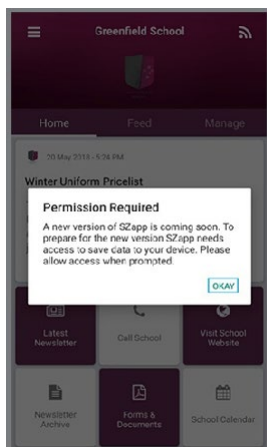 Greenfield School
Home Feed Manage
20 May 2018 - 5:26 PM
Winter Uniform Pricelist
Permission Required
A new version of SZapp is coming soon. To
prepare for the new version SZapp needs
access to save data to your device. Please
allow access when prompted.
OKAY
Latest
Newsletter
Call School
Visit School
Website
Newsletter
Archive
Forms &
Documents
School Calendar